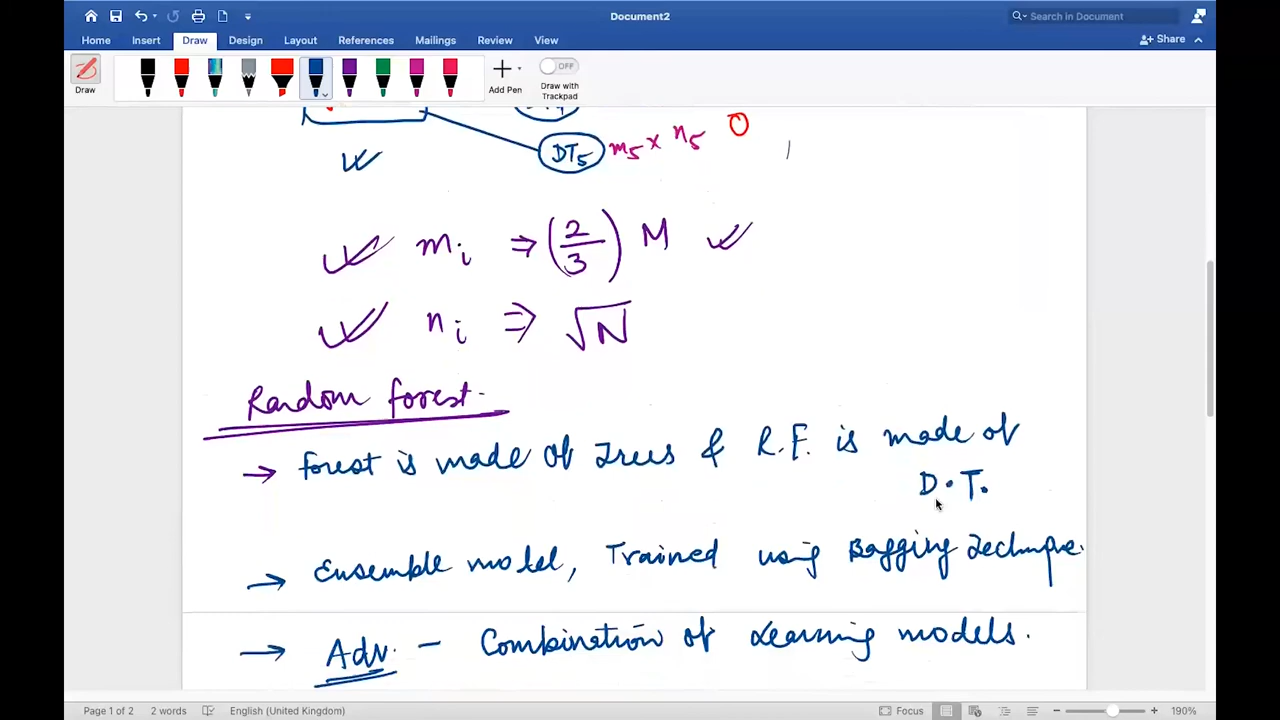 Document2
Search in Document
Home Insert Draw Design Layout References Mailings Review View
Share
Draw
Add Pen
OFF
Draw with
Trackpad
DT5 m5 × n5 0
mi ⇒ (2/3) M
ni ⇒ √N
Random forest.
→ forest is made of Trees & R.F. is made of
D.T.
→ Ensemble model, Trained using Bagging Technique.
→ Adv. – Combination of Learning models.
Page 1 of 2 2 words English (United Kingdom) Focus 190%